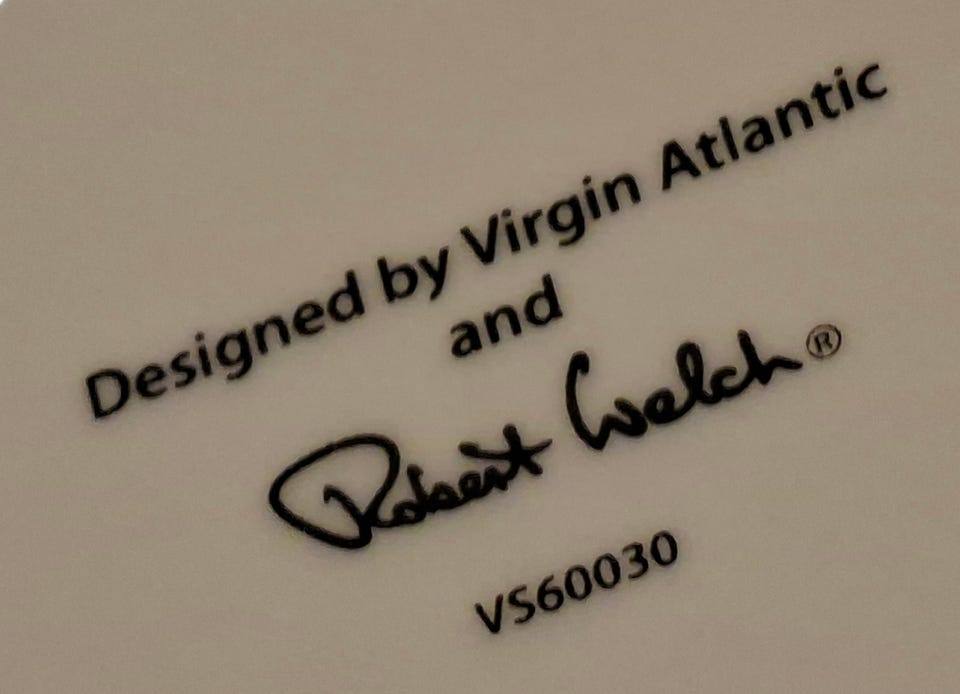 Designed by Virgin Atlantic
and
Robert Welch®
VS60030